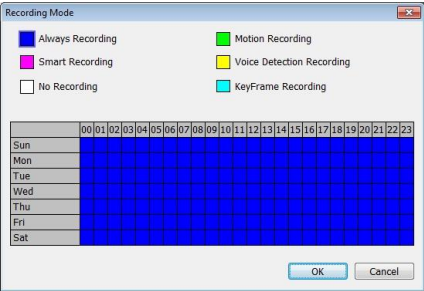 Recording Mode
Always Recording
Motion Recording
Smart Recording
Voice Detection Recording
No Recording
KeyFrame Recording
00 01 02 03 04 05 06 07 08 09 10 11 12 13 14 15 16 17 18 19 20 21 22 23
Sun
Mon
Tue
Wed
Thu
Fri
Sat
OK Cancel